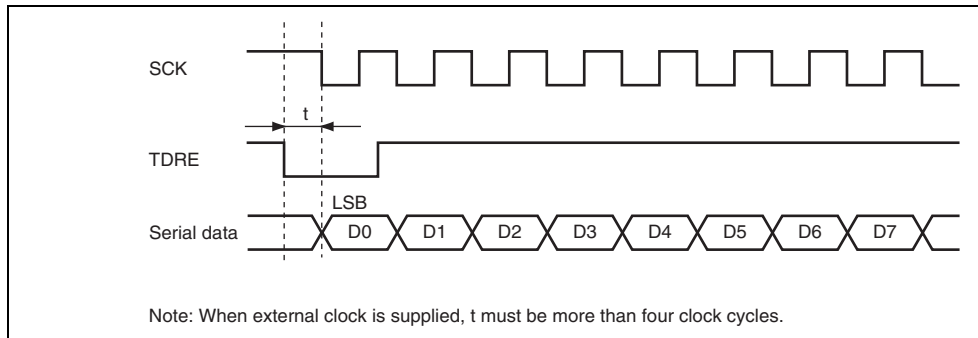 SCK
t
TDRE
LSB
Serial data D0 D1 D2 D3 D4 D5 D6 D7
Note: When external clock is supplied, t must be more than four clock cycles.